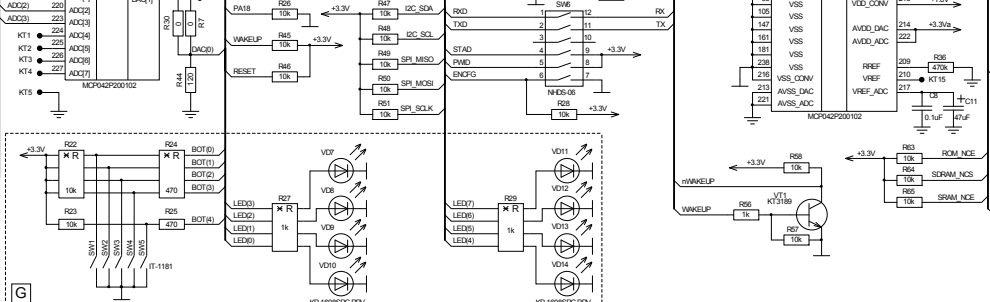 ADC(2) 220 ADC[2]
ADC(3) 223 ADC[3]
KT1 224 ADC[4]
KT2 225 ADC[5]
KT3 226 ADC[6]
KT4 227 ADC[7]
KT5
MCP042P200102
R30 0
0 R7
DAC(0)
R44 120
PA18 R26 10k
WAKEUP R45 10k +3.3V
RESET R46 10k
+3.3V R47 10k I2C_SDA
R48 10k I2C_SCL
R49 10k SPI_MISO
R50 10k SPI_MOSI
R51 10k SPI_SCLK
SW6
RXD 1 12 RX
TXD 2 11 TX
3 10
STAD 4 9 +3.3V
PWID 5 8
ENCFG 6 7
NHDS-06
R28 10k +3.3V
VSS
105 VSS
147 VSS
161 VSS
181 VSS
238 VSS
216 VSS_CONV
213 AVSS_DAC
221 AVSS_ADC
VDD_CONV
AVDD_DAC 214 +3.3Va
AVDD_ADC 222
RREF 209 R36 470k
VREF 210 KT15
VREF_ADC 217
C8 0.1uF
+ C11 47uF
MCP042P200102
+3.3V R22 R 10k
R24 R 470
BOT(0)
BOT(1)
BOT(2)
BOT(3)
R23 10k
R25 470 BOT(4)
SW1
SW2
SW3
SW4
SW5
IT-1181
LED(3)
LED(2)
LED(1)
LED(0)
R27 R 1k
VD7
VD8
VD9
VD10
LED(7)
LED(6)
LED(5)
LED(4)
R29 R 1k
VD11
VD12
VD13
VD14
+3.3V R58 10k
nWAKEUP
WAKEUP R56 1k
VT1
KT3189
R57 10k
+3.3V R63 10k ROM_NCE
R64 10k SDRAM_NCS
R65 10k SRAM_NCE
G